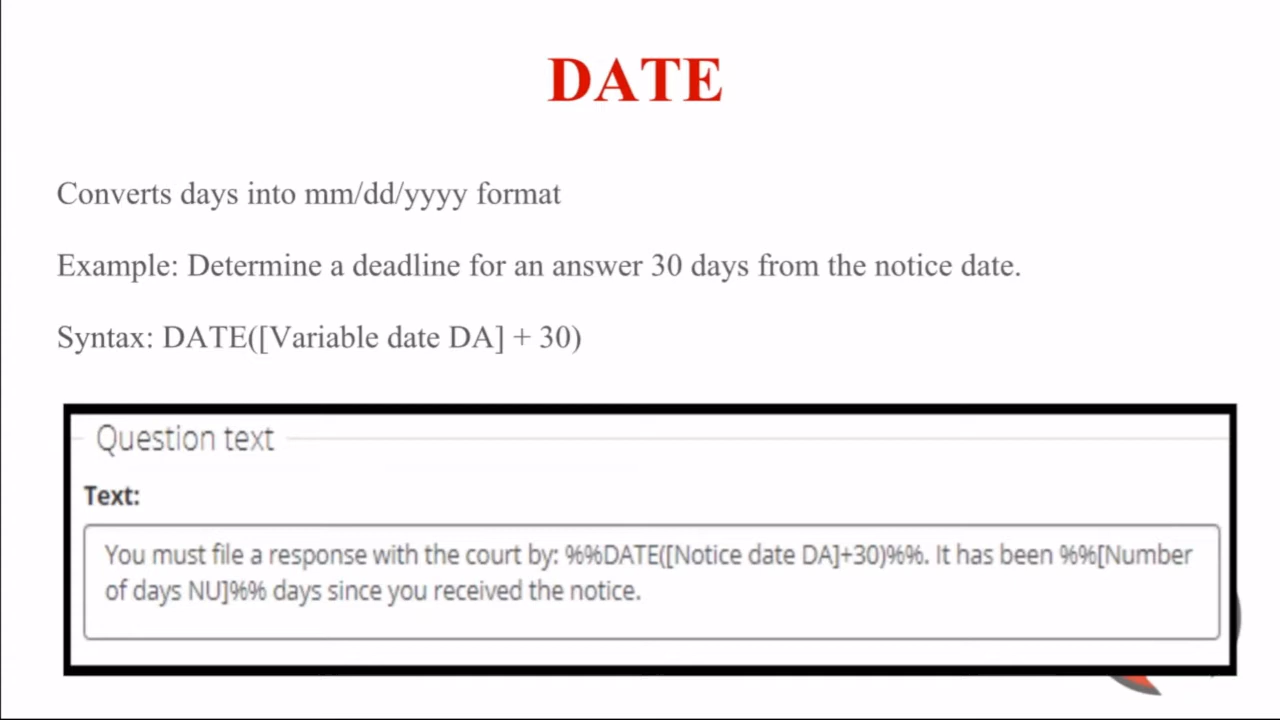 DATE
Converts days into mm/dd/yyyy format
Example: Determine a deadline for an answer 30 days from the notice date.
Syntax: DATE([Variable date DA] + 30)
Question text
Text:
You must file a response with the court by: %%DATE([Notice date DA]+30)%%. It has been %%[Number
of days NU]%% days since you received the notice.